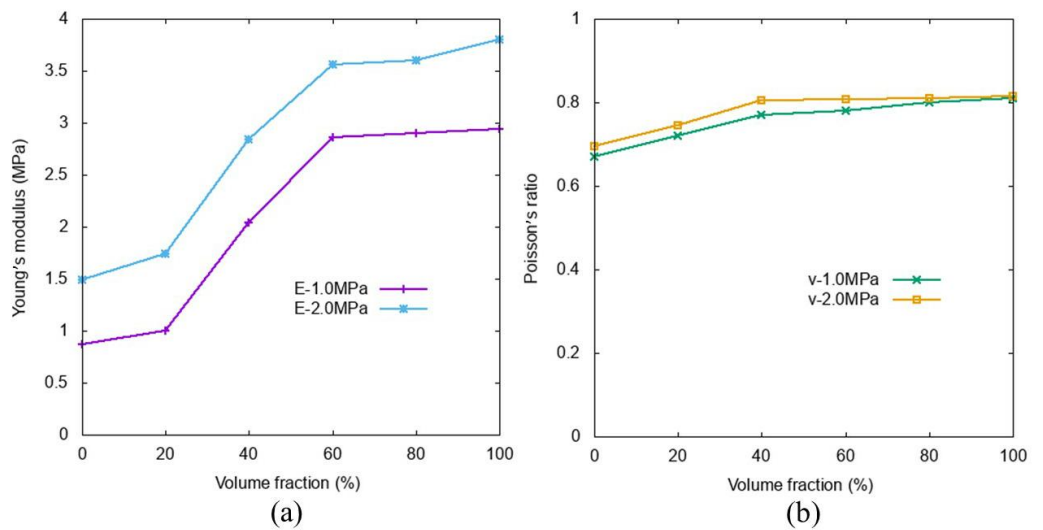 4
3.5
3
2.5
2
1.5
1
0.5
0
Young's modulus (MPa)
E-1.0MPa
E-2.0MPa
0 20 40 60 80 100
Volume fraction (%)
(a)
1
0.8
0.6
0.4
0.2
0
Poisson's ratio
v-1.0MPa
v-2.0MPa
0 20 40 60 80 100
Volume fraction (%)
(b)